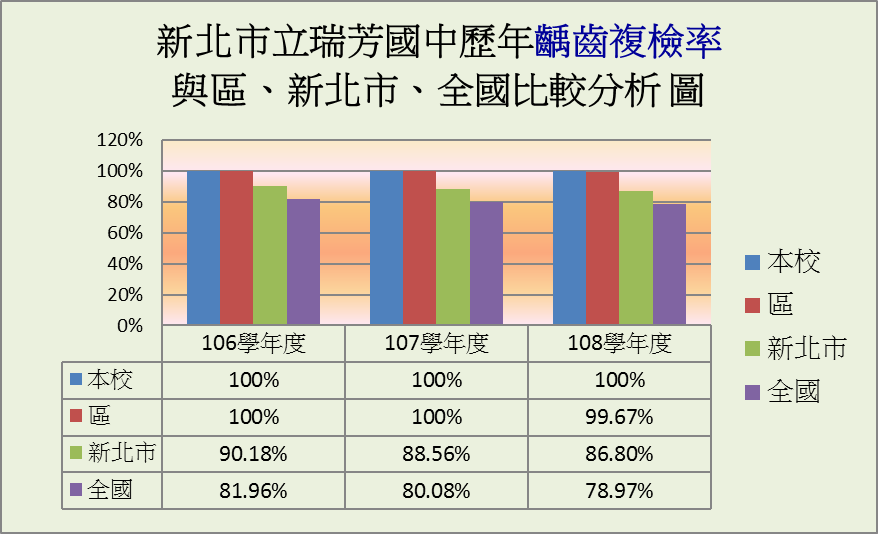 新北市立瑞芳國中歷年齲齒複檢率
與區、新北市、全國比較分析 圖
120%
100%
80%
60%
40%
20%
0%
106學年度 107學年度 108學年度
本校 100% 100% 100%
區 100% 100% 99.67%
新北市 90.18% 88.56% 86.80%
全國 81.96% 80.08% 78.97%
本校
區
新北市
全國